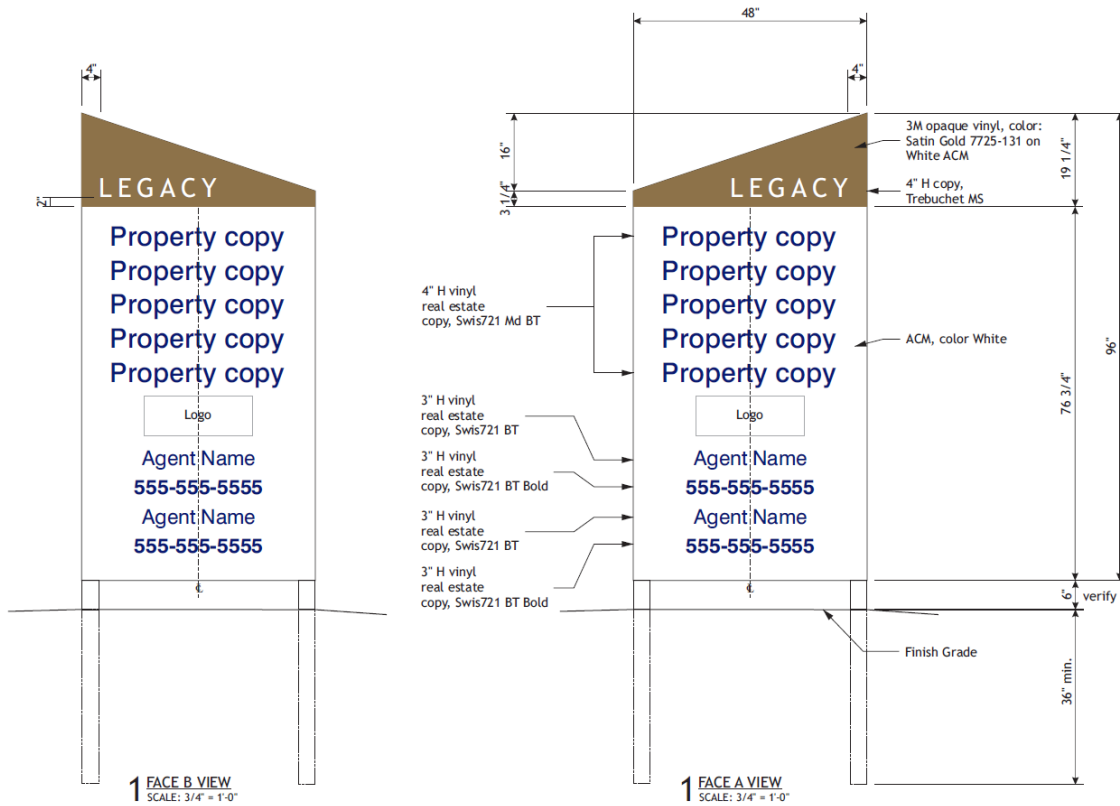 4"
2"
LEGACY
Property copy
Property copy
Property copy
Property copy
Property copy
Logo
Agent Name
555-555-5555
Agent Name
555-555-5555
℄
1 FACE B VIEW
SCALE: 3/4" = 1'-0"
48"
4"
16"
3 1/4"
LEGACY
3M opaque vinyl, color:
Satin Gold 7725-131 on
White ACM
4" H copy,
Trebuchet MS
19 1/4"
96"
76 3/4"
4" H vinyl
real estate
copy, Swis721 Md BT
Property copy
Property copy
Property copy
Property copy
Property copy
ACM, color White
Logo
3" H vinyl
real estate
copy, Swis721 BT
Agent Name
3" H vinyl
real estate
copy, Swis721 BT Bold
555-555-5555
3" H vinyl
real estate
copy, Swis721 BT
Agent Name
3" H vinyl
real estate
copy, Swis721 BT Bold
555-555-5555
℄
6" verify
Finish Grade
36" min.
1 FACE A VIEW
SCALE: 3/4" = 1'-0"